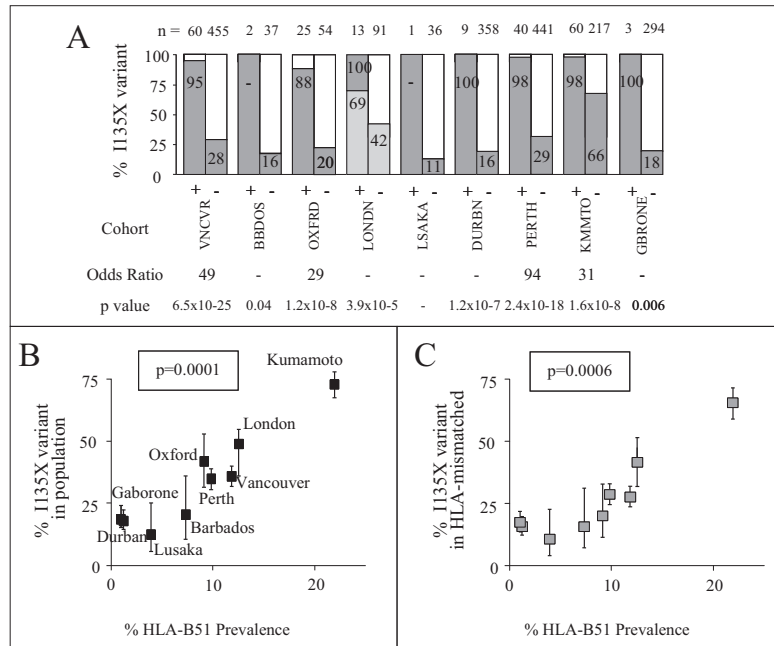 A
n = 60 455 2 37 25 54 13 91 1 36 9 358 40 441 60 217 3 294
% I135X variant
100
75
50
25
0
95 28 - 16 88 20 100 69 42 - 11 100 16 98 29 98 66 100 18
+ - + - + - + - + - + - + - + - + -
Cohort VNCVR BBDOS OXFRD LONDN LSAKA DURBN PERTH KMMTO GBRONE
Odds Ratio 49 - 29 - - - 94 31 -
p value 6.5x10-25 0.04 1.2x10-8 3.9x10-5 - 1.2x10-7 2.4x10-18 1.6x10-8 0.006
B
p=0.0001
% I135X variant
in population
75
50
25
0
Kumamoto
London
Oxford
Vancouver
Perth
Gaborone
Barbados
Durban
Lusaka
0 10 20
% HLA-B51 Prevalence
C
p=0.0006
% I135X variant
in HLA-mismatched
75
50
25
0
0 10 20
% HLA-B51 Prevalence